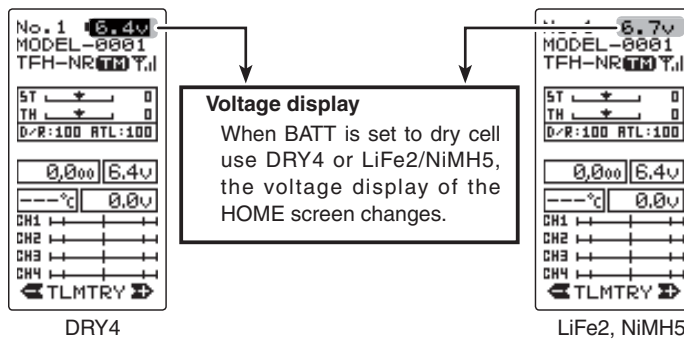 No.1 6.4v
MODEL-0001
TFH-NR TM
ST 0
TH 0
D/R:100 ATL:100
0,0oo 6.4v
---°C 0.0v
CH1
CH2
CH3
CH4
TLMTRY
DRY4
Voltage display
When BATT is set to dry cell
use DRY4 or LiFe2/NiMH5,
the voltage display of the
HOME screen changes.
6.7v
MODEL-0001
TFH-NR TM
ST 0
TH 0
D/R:100 ATL:100
0,0oo 6.4v
---°C 0.0v
CH1
CH2
CH3
CH4
TLMTRY
LiFe2, NiMH5